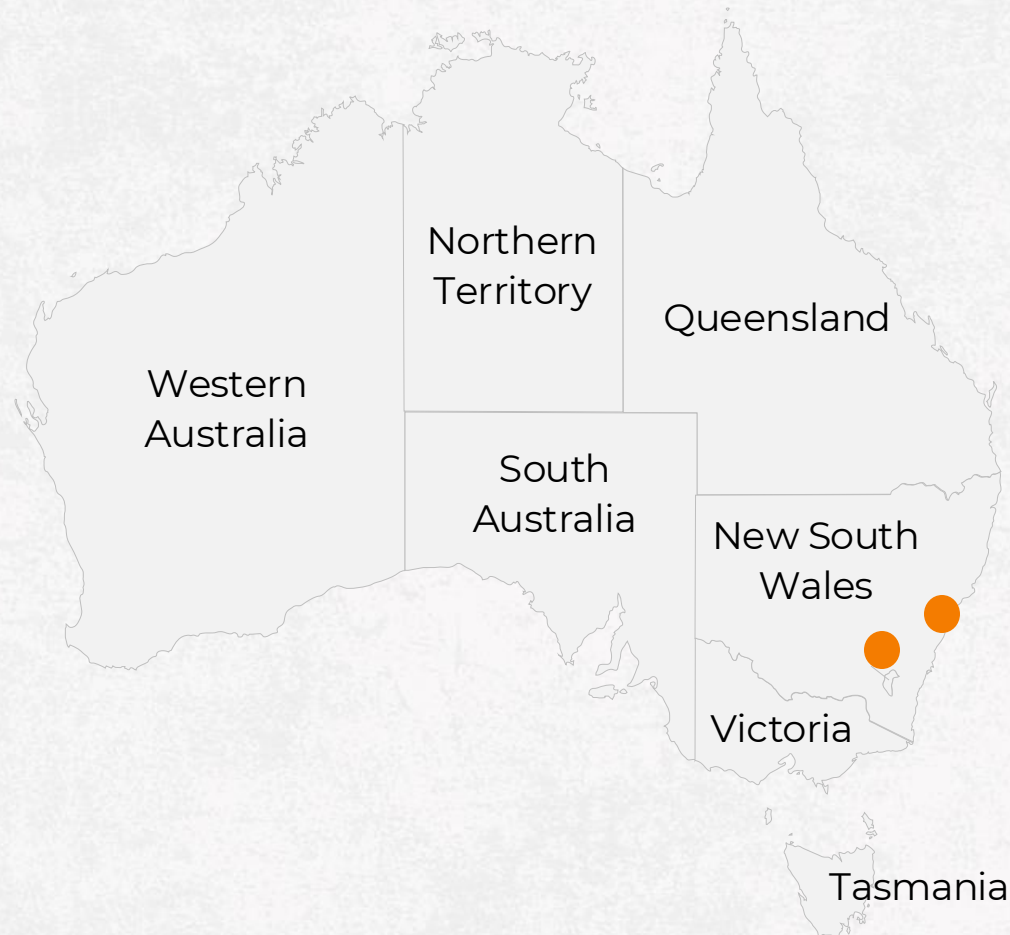 Northern
Territory
Queensland
Western
Australia
South
Australia
New South
Wales
Victoria
Tasmania